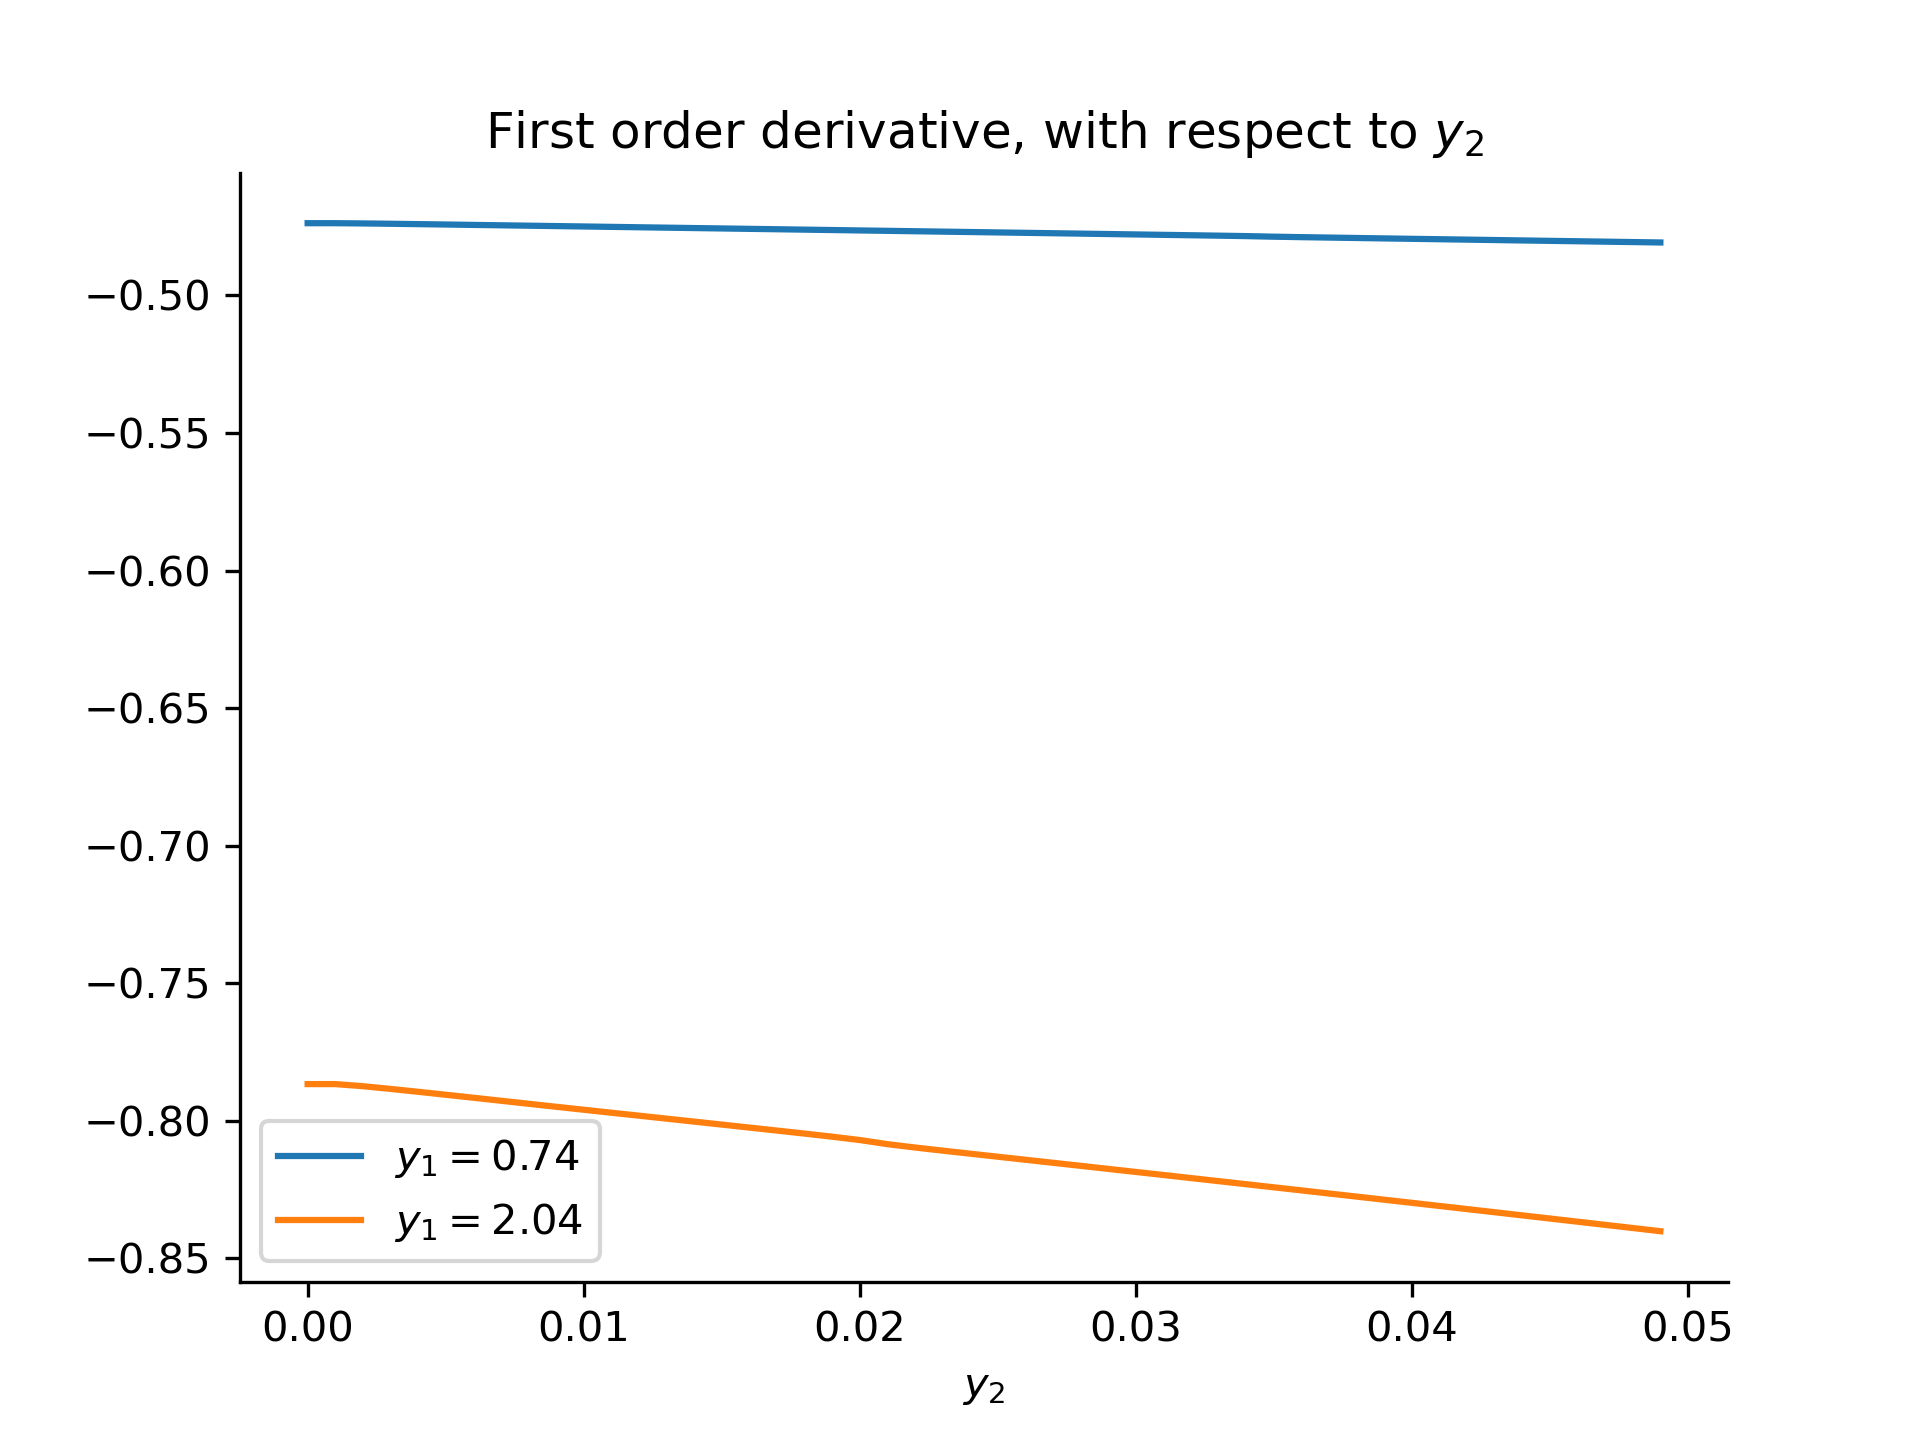 First order derivative, with respect to y₂
−0.50
−0.55
−0.60
−0.65
−0.70
−0.75
−0.80
−0.85
y₁ = 0.74
y₁ = 2.04
0.00 0.01 0.02 0.03 0.04 0.05
y₂